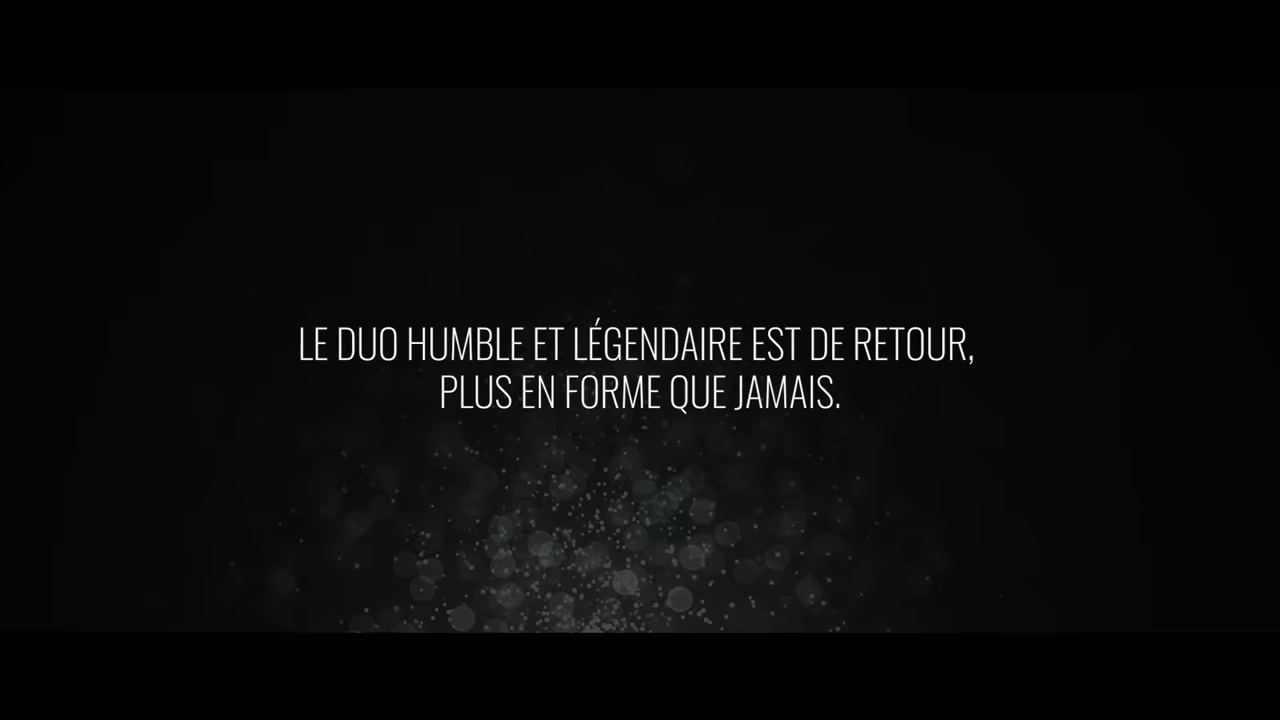 LE DUO HUMBLE ET LÉGENDAIRE EST DE RETOUR,
PLUS EN FORME QUE JAMAIS.